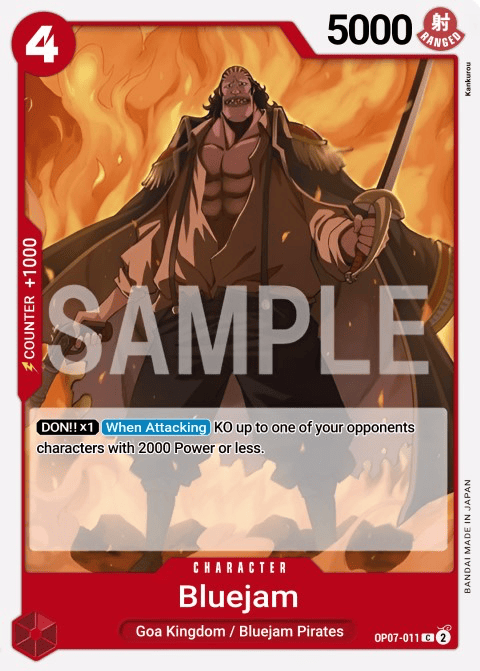 4
5000
射
RANGED
Kankurou
COUNTER +1000
SAMPLE
DON!! x1 When Attacking KO up to one of your opponents
characters with 2000 Power or less.
BANDAI MADE IN JAPAN
CHARACTER
Bluejam
Goa Kingdom / Bluejam Pirates
OP07-011 C 2